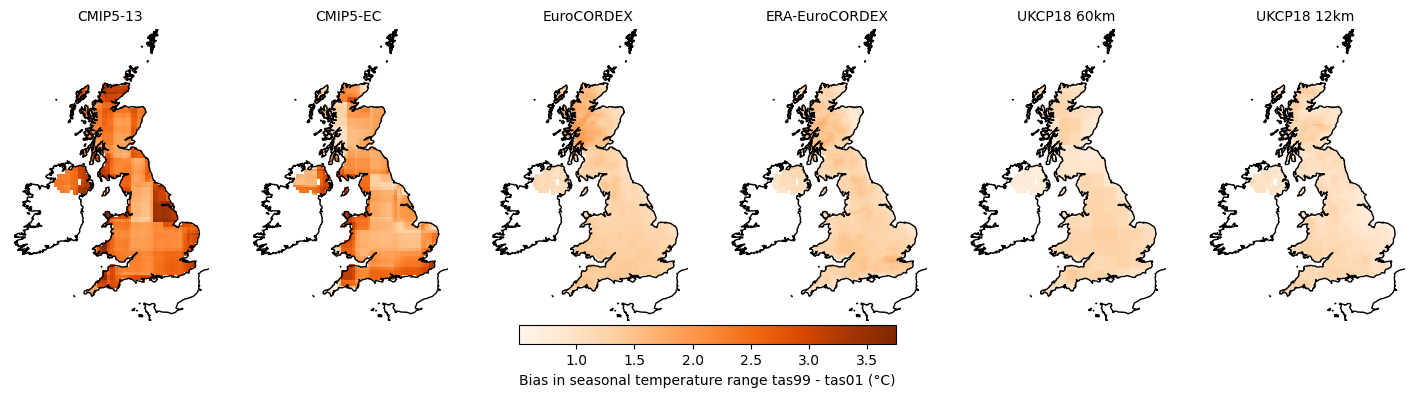 CMIP5-13
CMIP5-EC
EuroCORDEX
ERA-EuroCORDEX
UKCP18 60km
UKCP18 12km
1.0 1.5 2.0 2.5 3.0 3.5
Bias in seasonal temperature range tas99 - tas01 (°C)